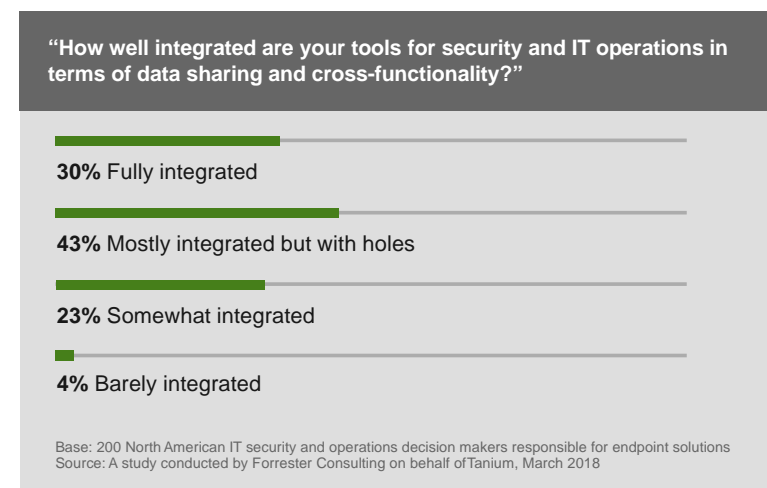 “How well integrated are your tools for security and IT operations in
terms of data sharing and cross-functionality?”
30% Fully integrated
43% Mostly integrated but with holes
23% Somewhat integrated
4% Barely integrated
Base: 200 North American IT security and operations decision makers responsible for endpoint solutions
Source: A study conducted by Forrester Consulting on behalf of Tanium, March 2018